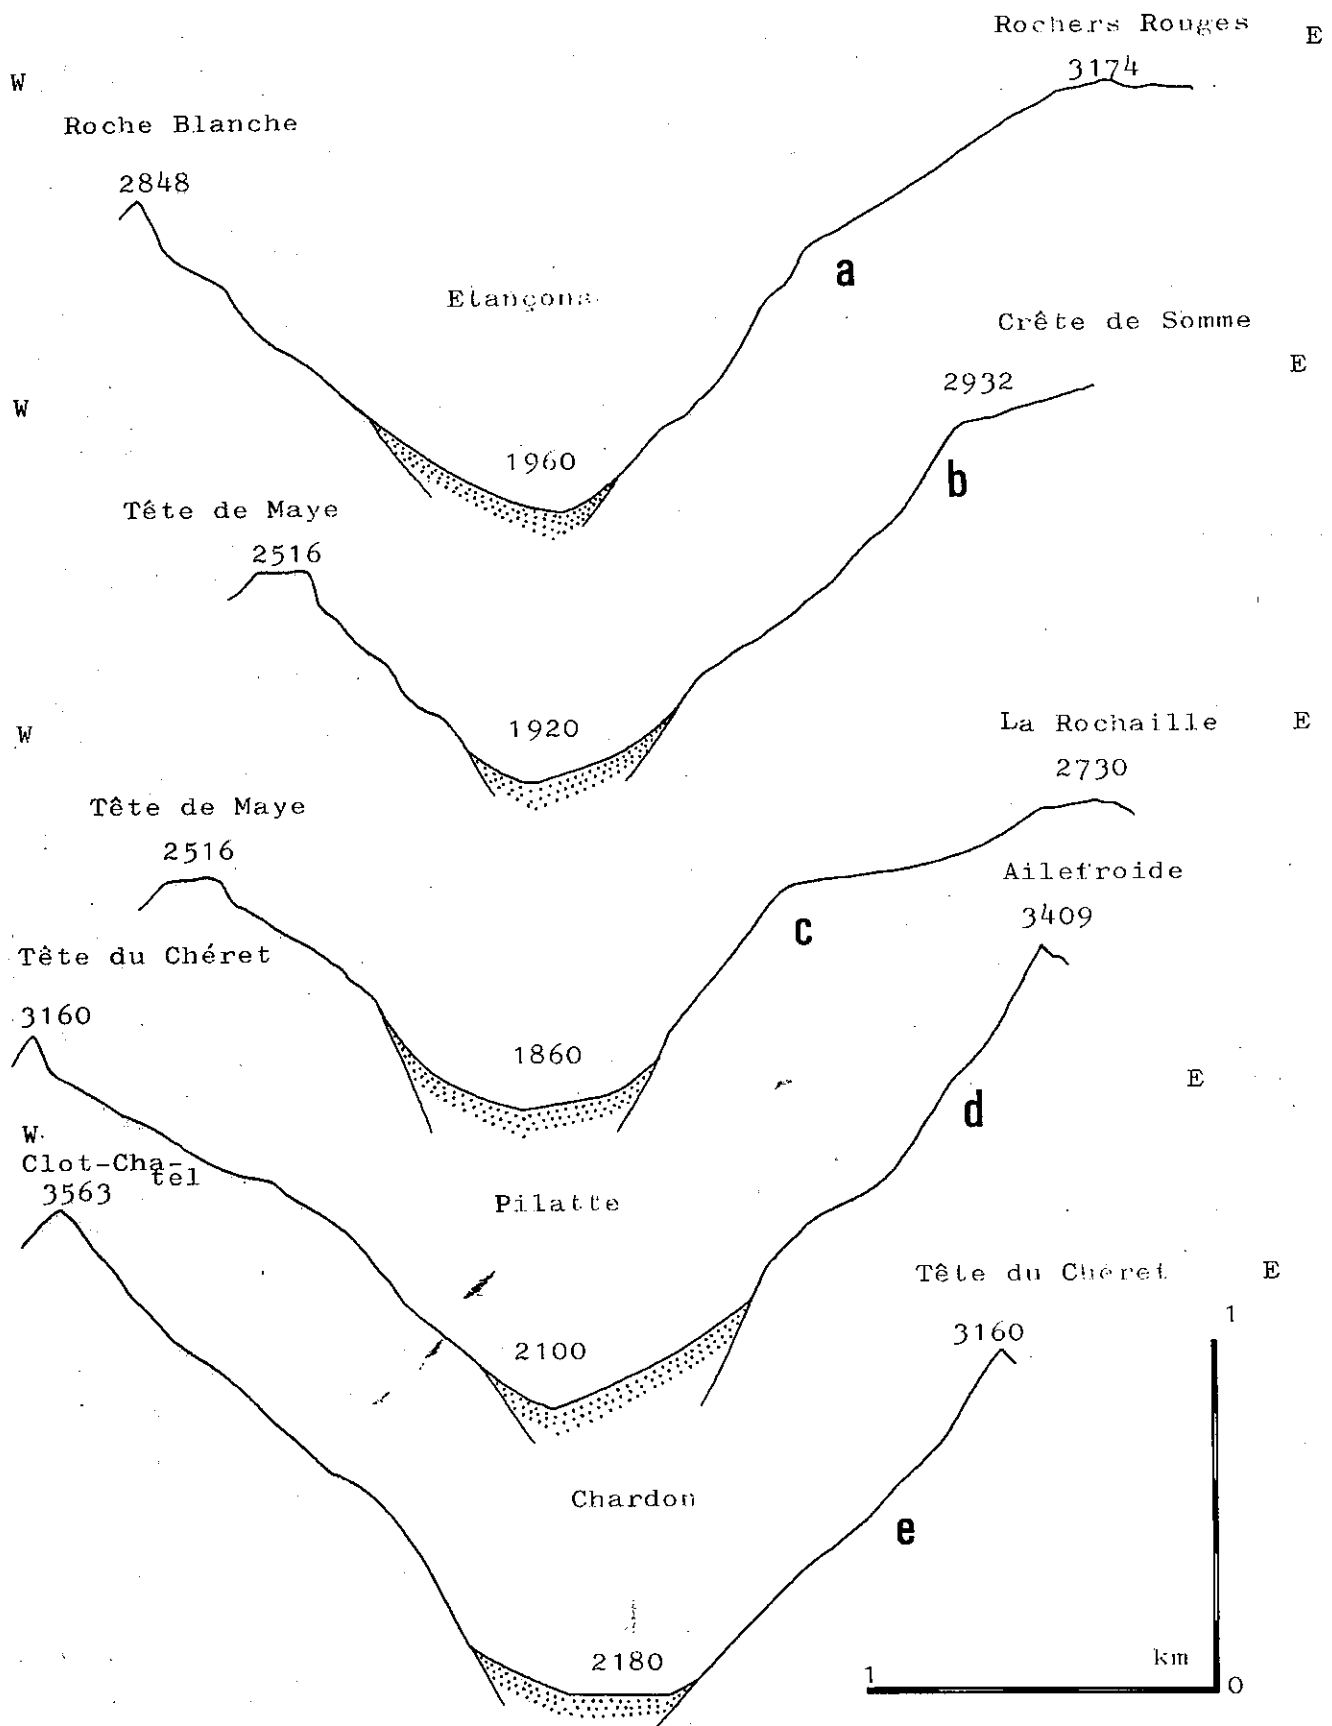 Rochers Rouges
E
W
3174
Roche Blanche
2848
a
Etançons
Crête de Somme
E
2932
W
1960
b
Tête de Maye
2516
La Rochaille
E
1920
W
2730
Tête de Maye
2516
Ailefroide
3409
c
Tête du Chéret
3160
1860
E
d
W.
Clot-Cha-
tel
3563
Pilatte
Tête du Chéret
E
1
3160
2100
Chardon
e
2180
km
1
0